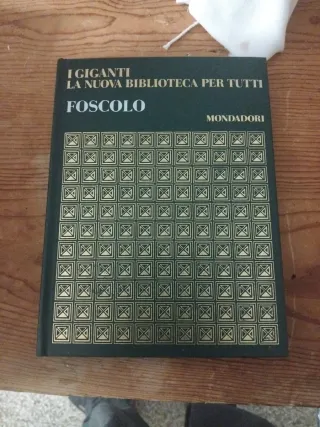 I GIGANTI
LA NUOVA BIBLIOTECA PER TUTTI
FOSCOLO
MONDADORI